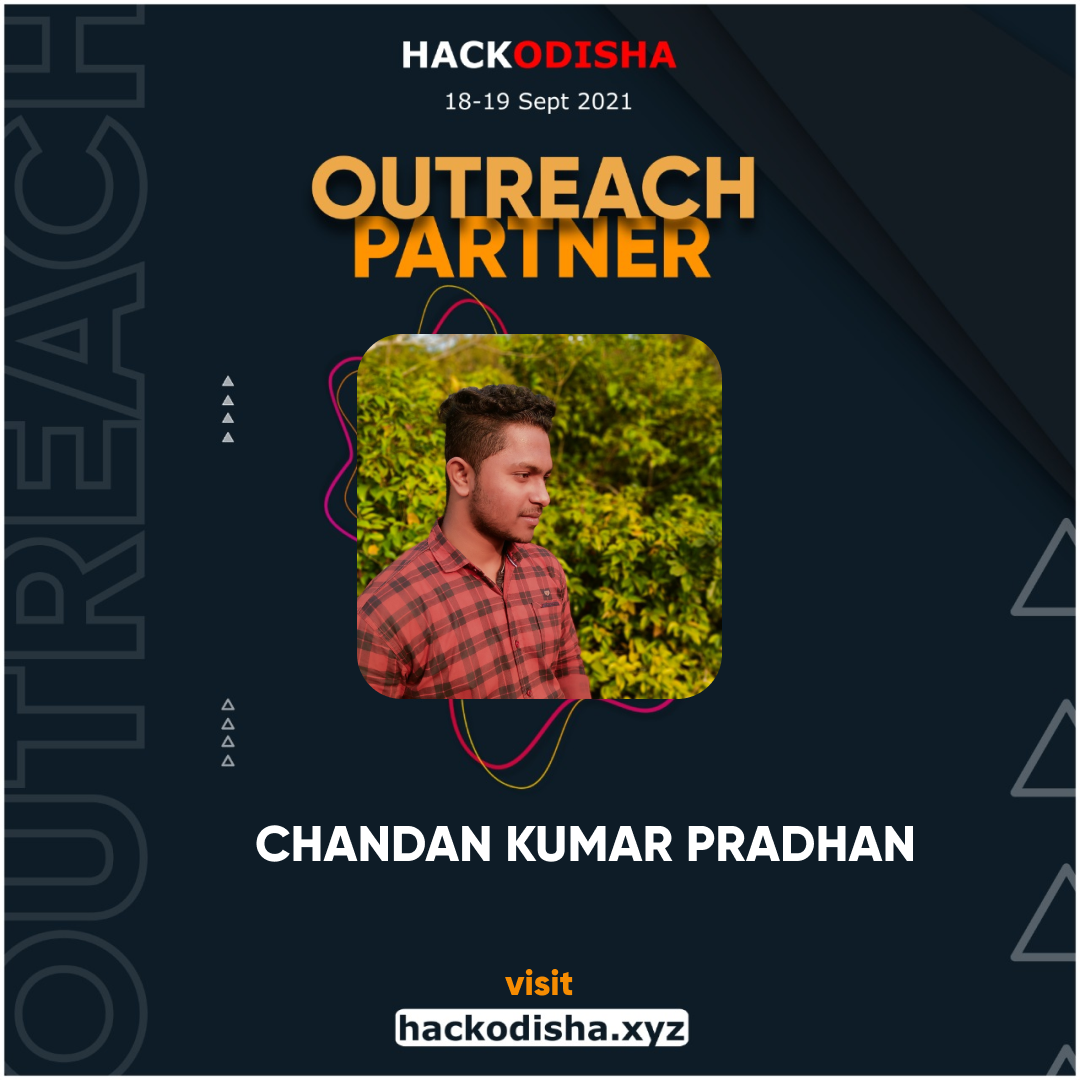 HACKODISHA
18-19 Sept 2021
OUTREACH
PARTNER
OUTREACH
CHANDAN KUMAR PRADHAN
visit
hackodisha.xyz